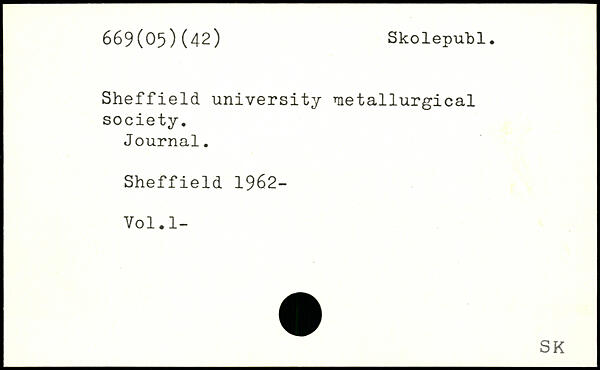 669(05)(42) Skolepubl.
Sheffield university metallurgical
society.
Journal.
Sheffield 1962-
Vol.1-
SK